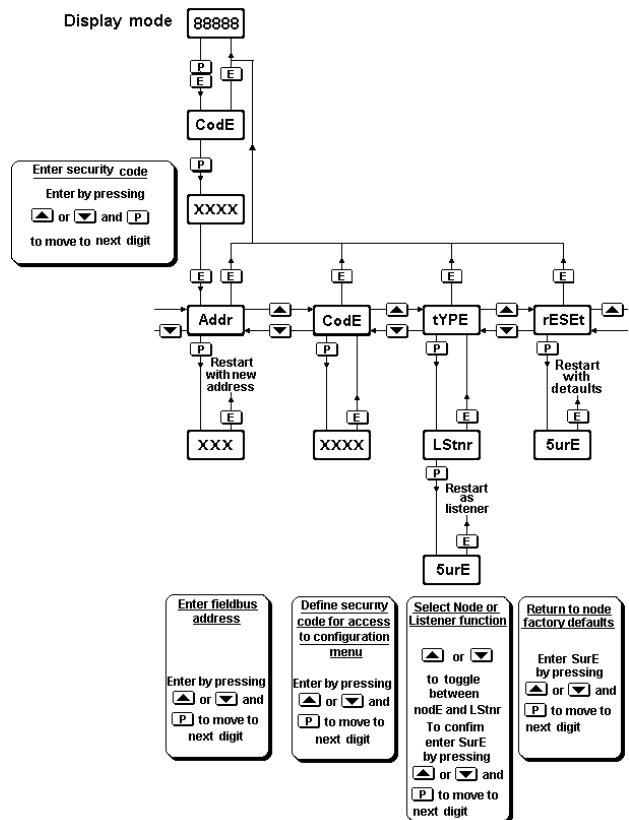 Display mode
88888
P
E
E
CodE
P
Enter security code
Enter by pressing
or and P
to move to next digit
XXXX
E
E
E
E
E
Addr
CodE
tYPE
rESEt
P
P
P
P
Restart
with new
address
Restart
with
detaults
E
E
E
E
XXX
XXXX
LStnr
5urE
P
Restart
as
listener
E
5urE
Enter fieldbus
address
Enter by pressing
or and
P to move to
next digit
Define security
code for access
to configuration
menu
Enter by pressing
or and
P to move to
next digit
Select Node or
Listener function
or
to toggle
between
nodE and LStnr
To confim
enter SurE
by pressing
or and
P to move to
next digit
Return to node
factory defaults
Enter SurE
by pressing
or and
P to move to
next digit